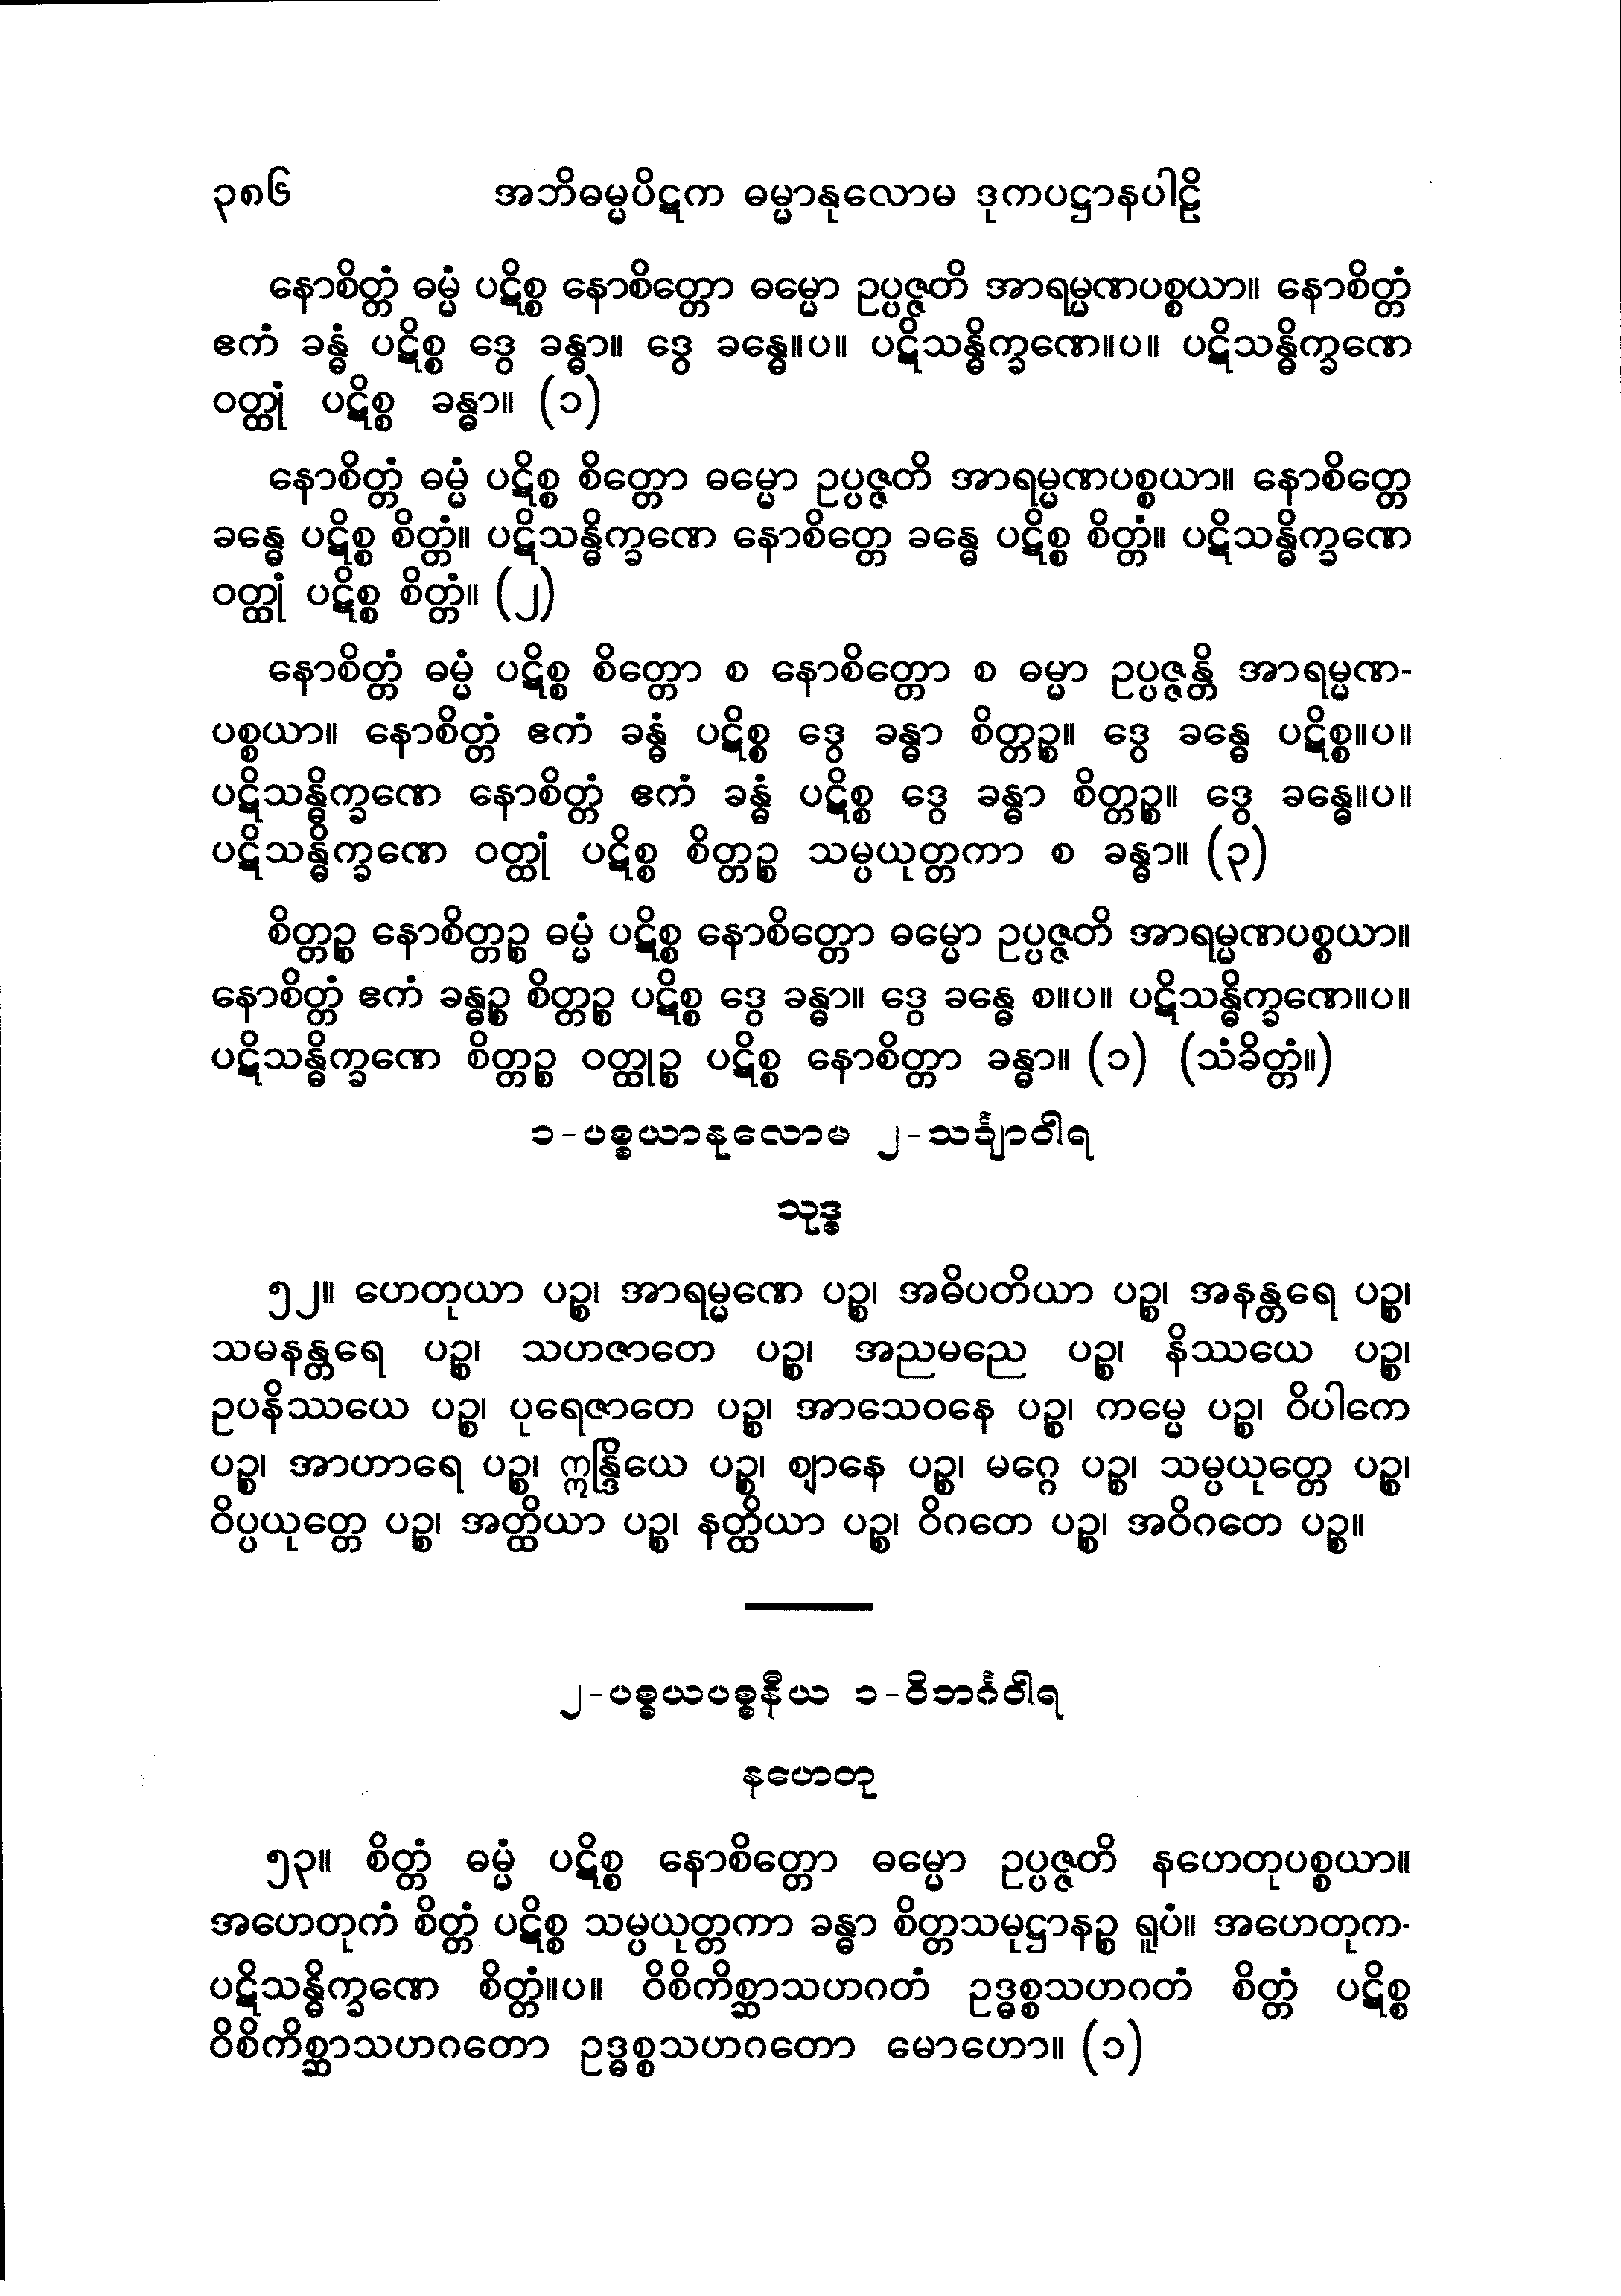 ၃၈၆ အဘိဓမ္မပိဋက ဓမ္မာနုလောမ ဒုကပဋ္ဌာနပါဠိ
နောစိတ္တံ ဓမ္မံ ပဋိစ္စ နောစိတ္တော ဓမ္မော ဥပ္ပဇ္ဇတိ အာရမ္မဏပစ္စယာ။ နောစိတ္တံ
ဧကံ ခန္ဓံ ပဋိစ္စ ဒွေ ခန္ဓာ။ ဒွေ ခန္ဓေ။ပ။ ပဋိသန္ဓိက္ခဏေ။ပ။ ပဋိသန္ဓိက္ခဏေ
ဝတ္ထုံ ပဋိစ္စ ခန္ဓာ။ (၁)
နောစိတ္တံ ဓမ္မံ ပဋိစ္စ စိတ္တော ဓမ္မော ဥပ္ပဇ္ဇတိ အာရမ္မဏပစ္စယာ။ နောစိတ္တေ
ခန္ဓေ ပဋိစ္စ စိတ္တံ။ ပဋိသန္ဓိက္ခဏေ နောစိတ္တေ ခန္ဓေ ပဋိစ္စ စိတ္တံ။ ပဋိသန္ဓိက္ခဏေ
ဝတ္ထုံ ပဋိစ္စ စိတ္တံ။ (၂)
နောစိတ္တံ ဓမ္မံ ပဋိစ္စ စိတ္တော စ နောစိတ္တော စ ဓမ္မာ ဥပ္ပဇ္ဇန္တိ အာရမ္မဏ-
ပစ္စယာ။ နောစိတ္တံ ဧကံ ခန္ဓံ ပဋိစ္စ ဒွေ ခန္ဓာ စိတ္တဉ္စ။ ဒွေ ခန္ဓေ ပဋိစ္စ။ပ။
ပဋိသန္ဓိက္ခဏေ နောစိတ္တံ ဧကံ ခန္ဓံ ပဋိစ္စ ဒွေ ခန္ဓာ စိတ္တဉ္စ။ ဒွေ ခန္ဓေ။ပ။
ပဋိသန္ဓိက္ခဏေ ဝတ္ထုံ ပဋိစ္စ စိတ္တဉ္စ သမ္ပယုတ္တကာ စ ခန္ဓာ။ (၃)
စိတ္တဉ္စ နောစိတ္တဉ္စ ဓမ္မံ ပဋိစ္စ နောစိတ္တော ဓမ္မော ဥပ္ပဇ္ဇတိ အာရမ္မဏပစ္စယာ။
နောစိတ္တံ ဧကံ ခန္ဓဉ္စ စိတ္တဉ္စ ပဋိစ္စ ဒွေ ခန္ဓာ။ ဒွေ ခန္ဓေ စ။ပ။ ပဋိသန္ဓိက္ခဏေ။ပ။
ပဋိသန္ဓိက္ခဏေ စိတ္တဉ္စ ဝတ္ထုဉ္စ ပဋိစ္စ နောစိတ္တာ ခန္ဓာ။ (၁) (သံခိတ္တံ။)
၁-ပစ္စယာနုလောမ ၂-သင်္ချာဝါရ
သုဒ္ဓ
၅၂။ ဟေတုယာ ပဉ္စ၊ အာရမ္မဏေ ပဉ္စ၊ အဓိပတိယာ ပဉ္စ၊ အနန္တရေ ပဉ္စ၊
သမနန္တရေ ပဉ္စ၊ သဟဇာတေ ပဉ္စ၊ အညမညေ ပဉ္စ၊ နိဿယေ ပဉ္စ၊
ဥပနိဿယေ ပဉ္စ၊ ပုရေဇာတေ ပဉ္စ၊ အာသေဝနေ ပဉ္စ၊ ကမ္မေ ပဉ္စ၊ ဝိပါကေ
ပဉ္စ၊ အာဟာရေ ပဉ္စ၊ ဣန္ဒြိယေ ပဉ္စ၊ ဈာနေ ပဉ္စ၊ မဂ္ဂေ ပဉ္စ၊ သမ္ပယုတ္တေ ပဉ္စ၊
ဝိပ္ပယုတ္တေ ပဉ္စ၊ အတ္ထိယာ ပဉ္စ၊ နတ္ထိယာ ပဉ္စ၊ ဝိဂတေ ပဉ္စ၊ အဝိဂတေ ပဉ္စ။
၂-ပစ္စယပစ္စနီယ ၁-ဝိဘင်္ဂဝါရ
နဟေတု
၅၃။ စိတ္တံ ဓမ္မံ ပဋိစ္စ နောစိတ္တော ဓမ္မော ဥပ္ပဇ္ဇတိ နဟေတုပစ္စယာ။
အဟေတုကံ စိတ္တံ ပဋိစ္စ သမ္ပယုတ္တကာ ခန္ဓာ စိတ္တသမုဋ္ဌာနဉ္စ ရူပံ။ အဟေတုက-
ပဋိသန္ဓိက္ခဏေ စိတ္တံ။ပ။ ဝိစိကိစ္ဆာသဟဂတံ ဥဒ္ဓစ္စသဟဂတံ စိတ္တံ ပဋိစ္စ
ဝိစိကိစ္ဆာသဟဂတော ဥဒ္ဓစ္စသဟဂတော မောဟော။ (၁)